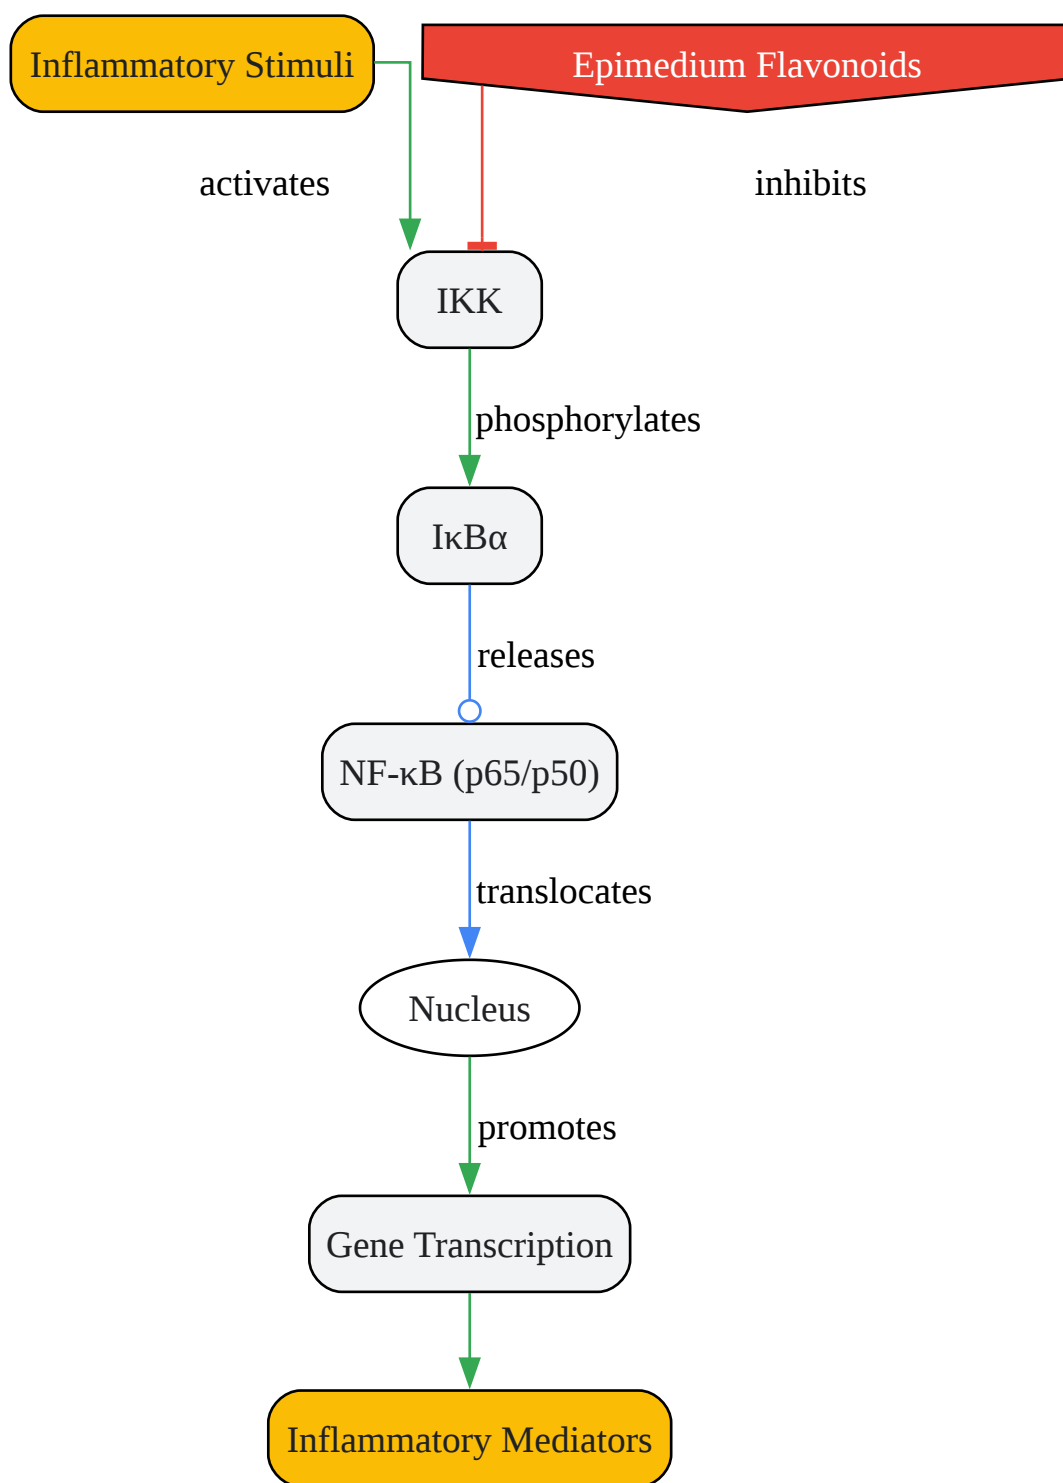 Inflammatory Stimuli
Epimedium Flavonoids
activates
inhibits
IKK
phosphorylates
IκBα
releases
NF-κB (p65/p50)
translocates
Nucleus
promotes
Gene Transcription
Inflammatory Mediators